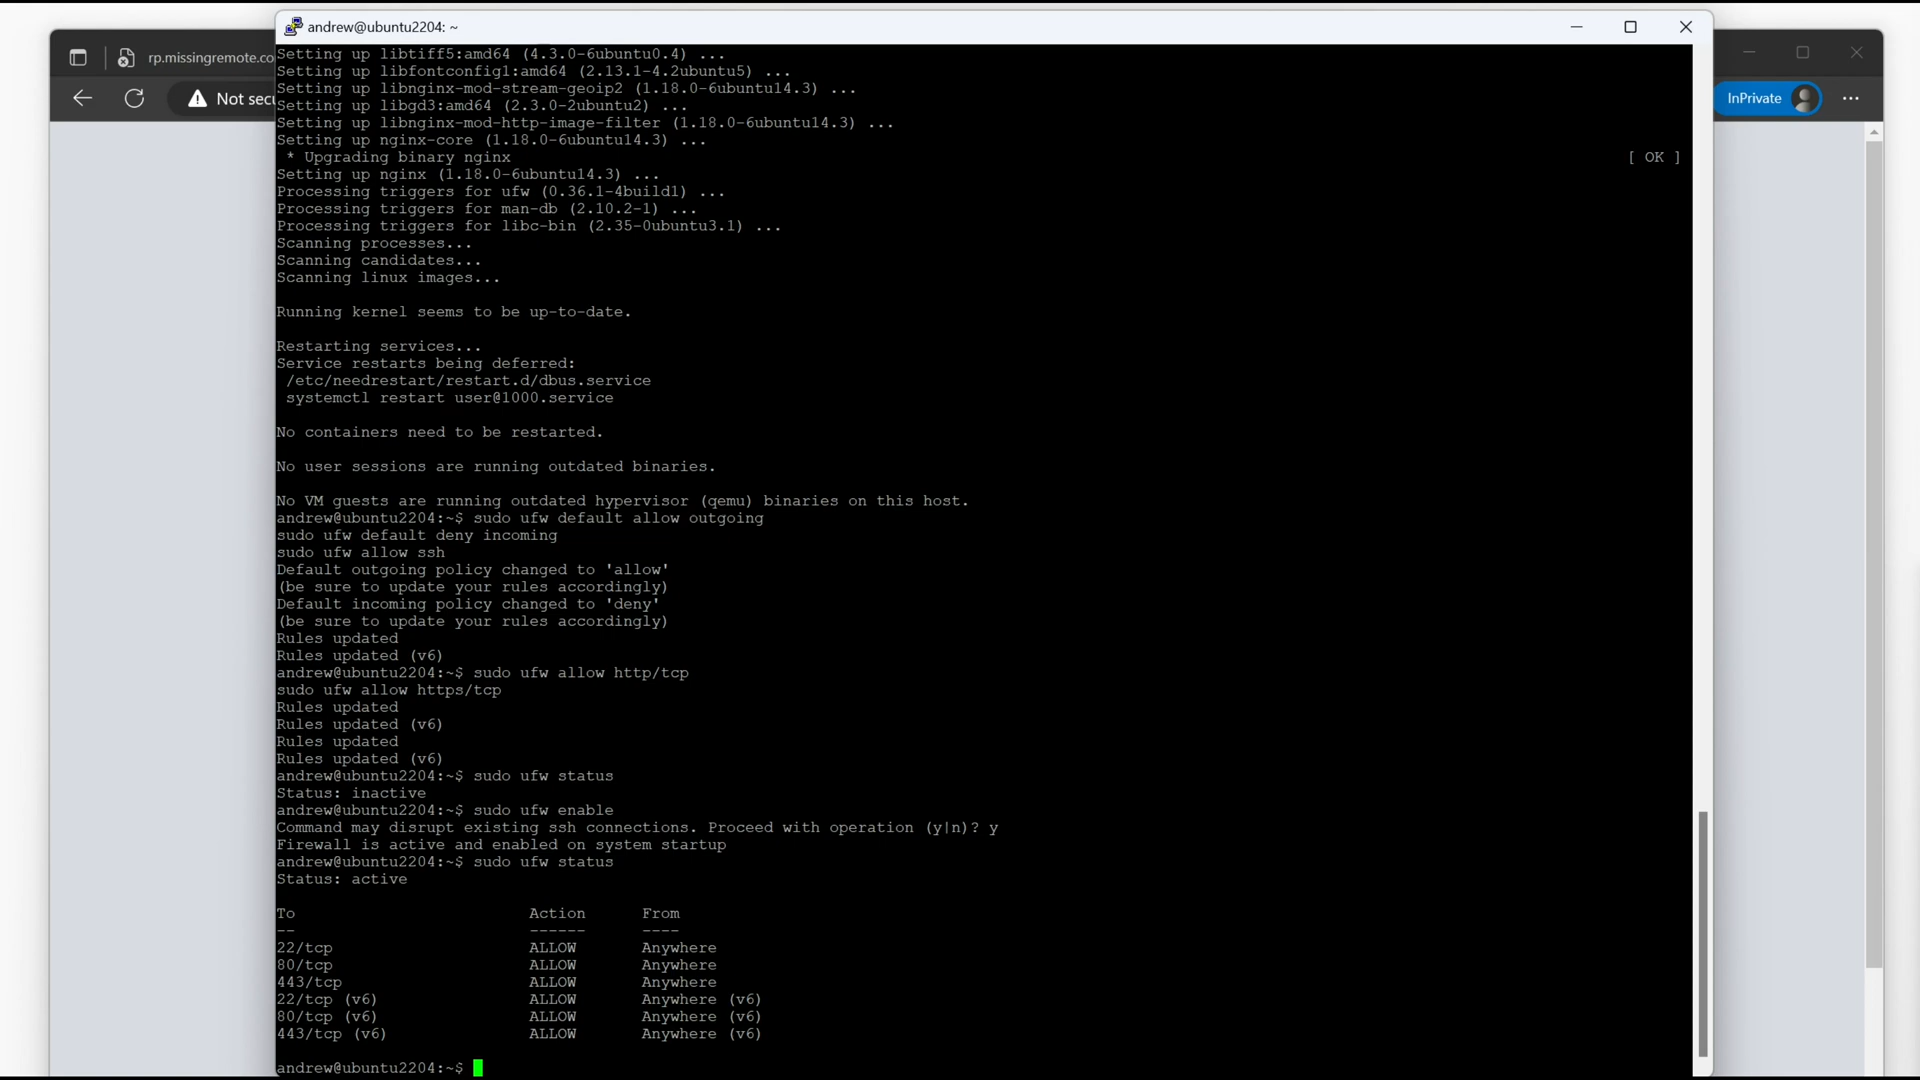 andrew@ubuntu2204: ~
rp.missingremote.co
Not secu
InPrivate
Setting up libtiff5:amd64 (4.3.0-6ubuntu0.4) ...
Setting up libfontconfig1:amd64 (2.13.1-4.2ubuntu5) ...
Setting up libnginx-mod-stream-geoip2 (1.18.0-6ubuntu14.3) ...
Setting up libgd3:amd64 (2.3.0-2ubuntu2) ...
Setting up libnginx-mod-http-image-filter (1.18.0-6ubuntu14.3) ...
Setting up nginx-core (1.18.0-6ubuntu14.3) ...
 * Upgrading binary nginx [ OK ]
Setting up nginx (1.18.0-6ubuntu14.3) ...
Processing triggers for ufw (0.36.1-4build1) ...
Processing triggers for man-db (2.10.2-1) ...
Processing triggers for libc-bin (2.35-0ubuntu3.1) ...
Scanning processes...
Scanning candidates...
Scanning linux images...
Running kernel seems to be up-to-date.
Restarting services...
Service restarts being deferred:
 /etc/needrestart/restart.d/dbus.service
 systemctl restart user@1000.service
No containers need to be restarted.
No user sessions are running outdated binaries.
No VM guests are running outdated hypervisor (qemu) binaries on this host.
andrew@ubuntu2204:~$ sudo ufw default allow outgoing
sudo ufw default deny incoming
sudo ufw allow ssh
Default outgoing policy changed to 'allow'
(be sure to update your rules accordingly)
Default incoming policy changed to 'deny'
(be sure to update your rules accordingly)
Rules updated
Rules updated (v6)
andrew@ubuntu2204:~$ sudo ufw allow http/tcp
sudo ufw allow https/tcp
Rules updated
Rules updated (v6)
Rules updated
Rules updated (v6)
andrew@ubuntu2204:~$ sudo ufw status
Status: inactive
andrew@ubuntu2204:~$ sudo ufw enable
Command may disrupt existing ssh connections. Proceed with operation (y|n)? y
Firewall is active and enabled on system startup
andrew@ubuntu2204:~$ sudo ufw status
Status: active
To Action From
-- ------ ----
22/tcp ALLOW Anywhere
80/tcp ALLOW Anywhere
443/tcp ALLOW Anywhere
22/tcp (v6) ALLOW Anywhere (v6)
80/tcp (v6) ALLOW Anywhere (v6)
443/tcp (v6) ALLOW Anywhere (v6)
andrew@ubuntu2204:~$